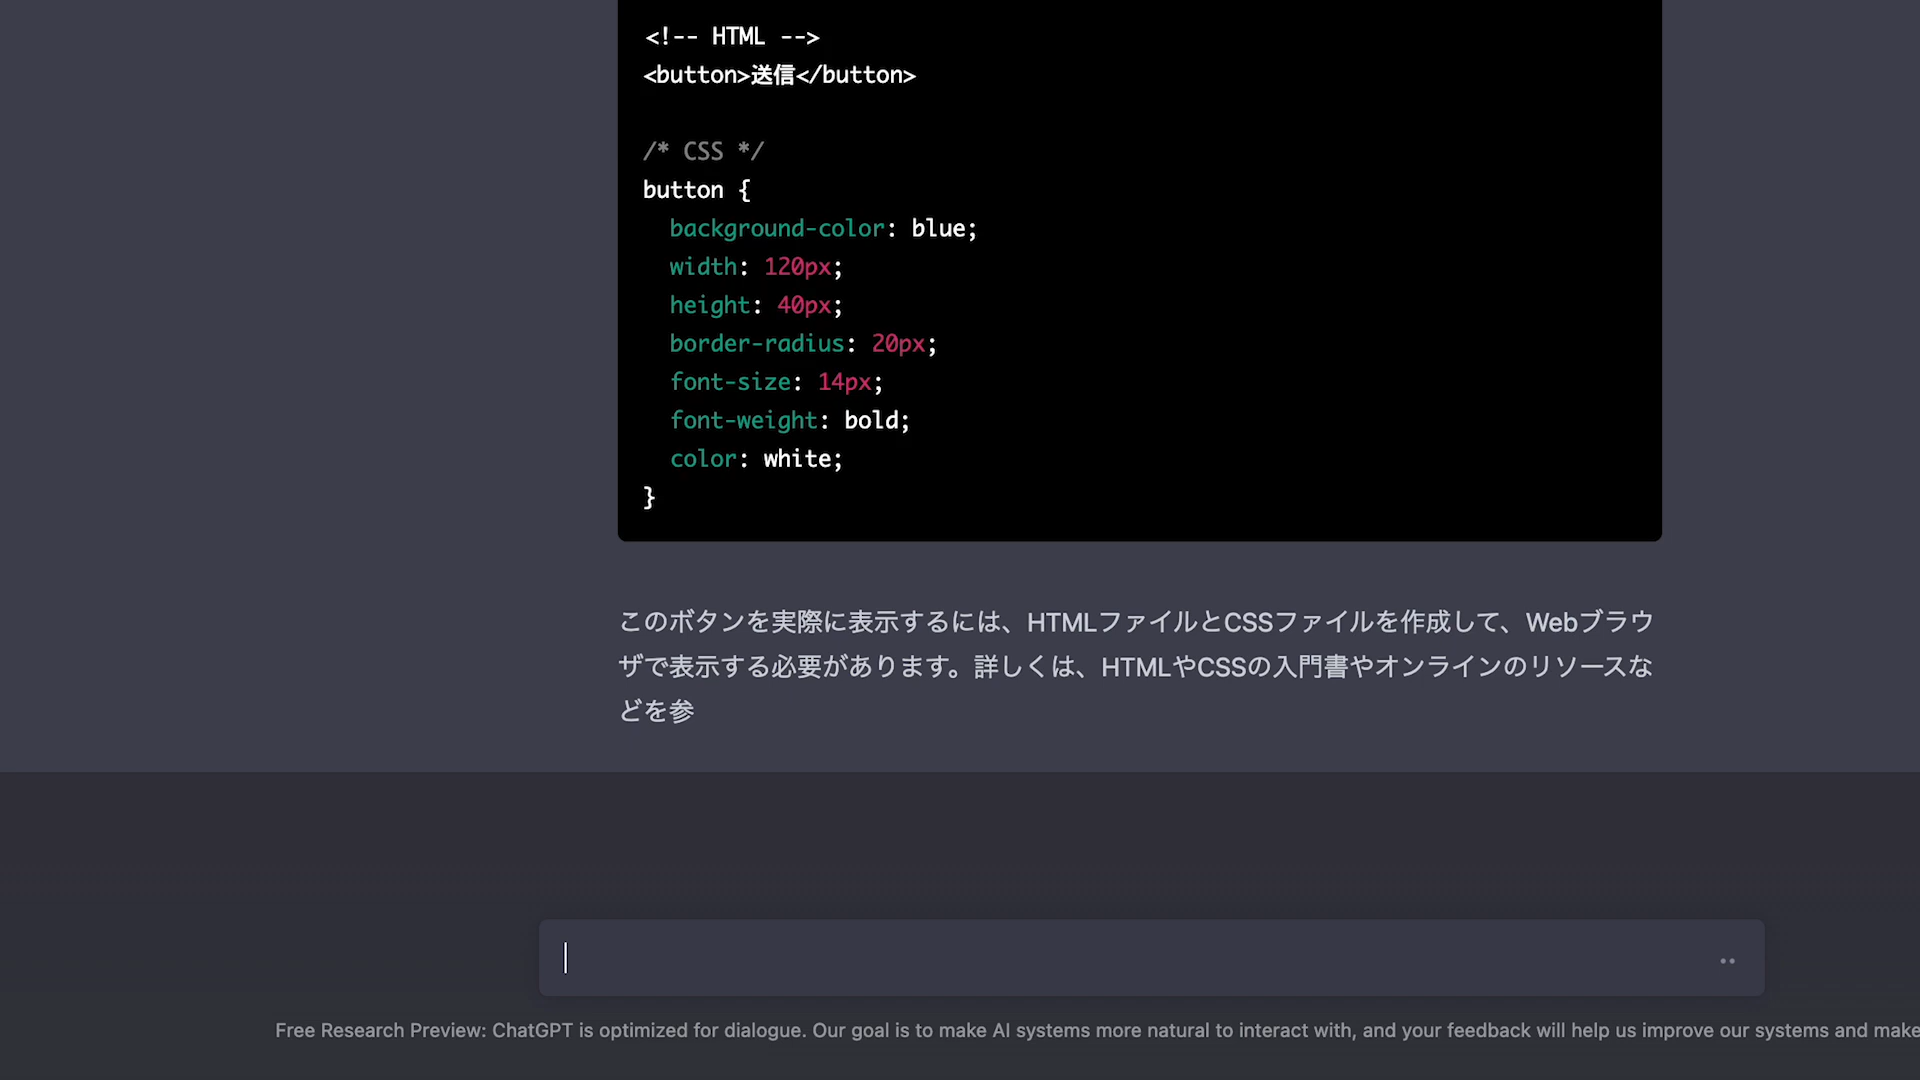 <!-- HTML -->
<button>送信</button>
/* CSS */
button {
  background-color: blue;
  width: 120px;
  height: 40px;
  border-radius: 20px;
  font-size: 14px;
  font-weight: bold;
  color: white;
}
このボタンを実際に表示するには、HTMLファイルとCSSファイルを作成して、Webブラウ
ザで表示する必要があります。詳しくは、HTMLやCSSの入門書やオンラインのリソースな
どを参
Free Research Preview: ChatGPT is optimized for dialogue. Our goal is to make AI systems more natural to interact with, and your feedback will help us improve our systems and make